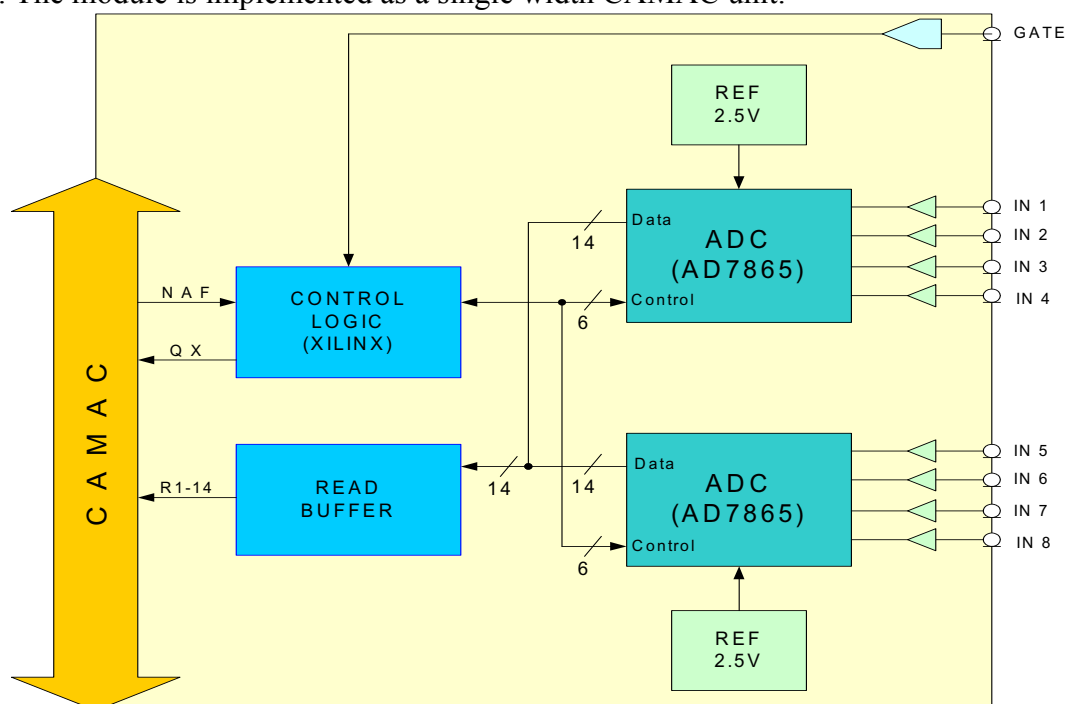 . The module is implemented as a single width CAMAC unit.
GATE
REF
2.5V
IN 1
Data
ADC
(AD7865)
IN 2
14
IN 3
Control
IN 4
6
NAF
CONTROL
LOGIC
(XILINX)
QX
CAMAC
IN 5
Data
ADC
(AD7865)
IN 6
14
14
R1-14
READ
BUFFER
IN 7
Control
IN 8
6
REF
2.5V